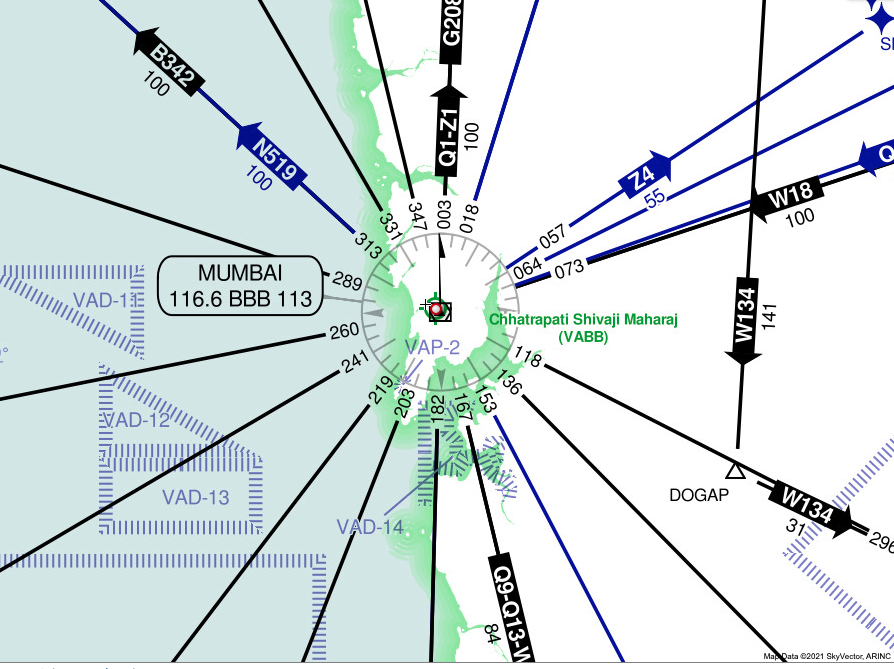 G208
B342
100
SI
Q1-Z1
100
N519
100
Z4
55
Q
W18
100
347
003
018
331
313
057
064
073
MUMBAI
116.6 BBB 113
289
VAD-11
W134
141
Chhatrapati Shivaji Maharaj
(VABB)
260
VAP-2
241
118
219
203
182
167
153
136
VAD-12
VAD-13
DOGAP
W134
31
296
VAD-14
Q9-Q13-W
84
Map Data ©2021 SkyVector, ARINC